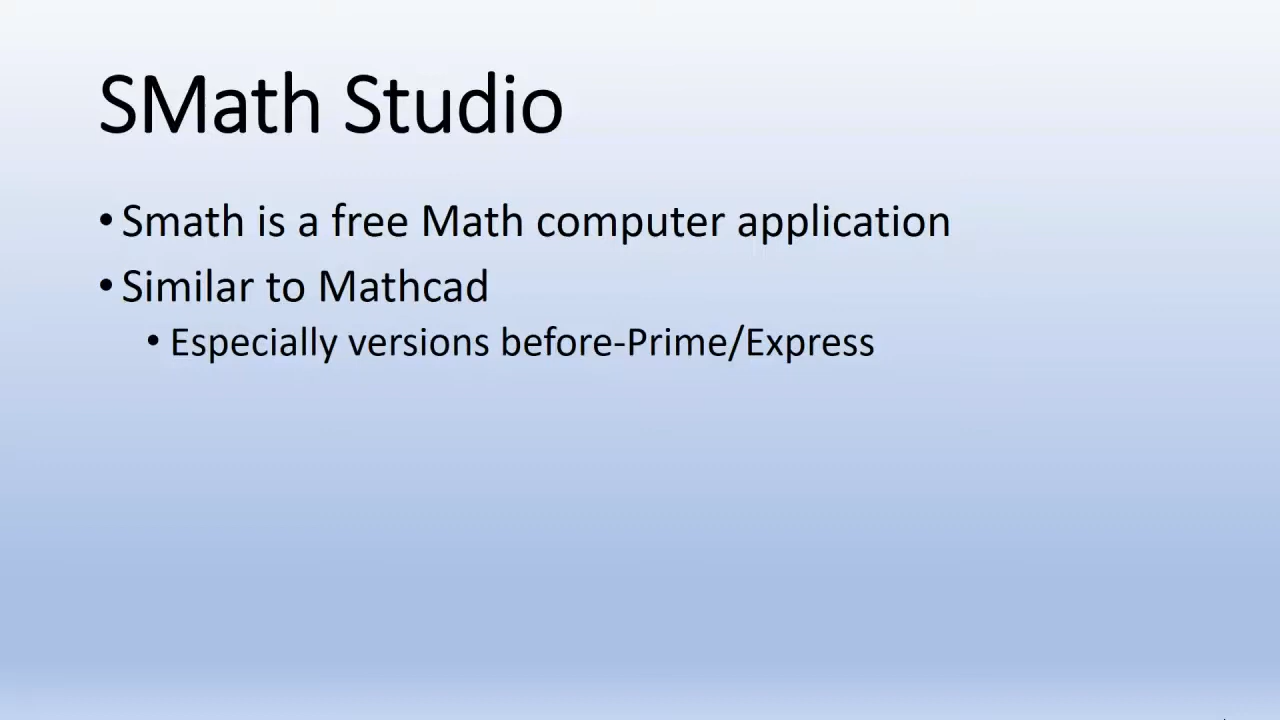 SMath Studio
• Smath is a free Math computer application
• Similar to Mathcad
• Especially versions before-Prime/Express